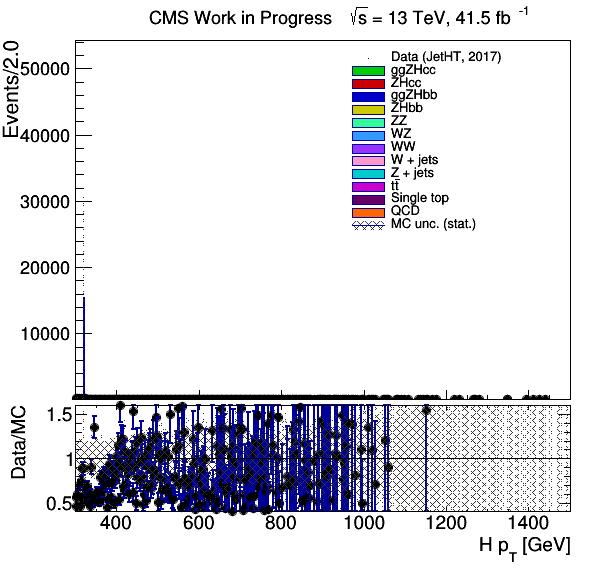 CMS Work in Progress √s = 13 TeV, 41.5 fb⁻¹
Events/2.0
50000
40000
30000
20000
10000
Data (JetHT, 2017)
ggZHcc
ZHcc
ggZHbb
ZHbb
ZZ
WZ
WW
W + jets
Z + jets
tt̄
Single top
QCD
MC unc. (stat.)
Data/MC
1.5
1
0.5
400 600 800 1000 1200 1400
H p_T [GeV]